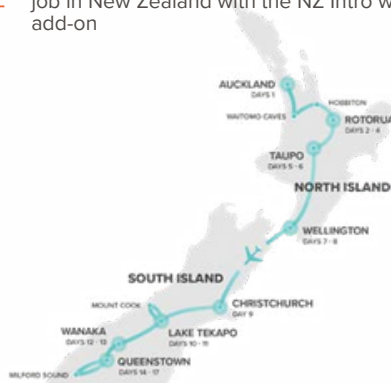 job in New Zealand with the NZ Intro w
add-on
AUCKLAND
DAYS 1
HOBBITON
WAITOMO CAVES
ROTORUA
DAYS 2 - 4
TAUPO
DAYS 5 - 6
NORTH ISLAND
WELLINGTON
DAYS 7 - 8
SOUTH ISLAND
MOUNT COOK
CHRISTCHURCH
DAY 9
WANAKA
DAYS 12 - 13
LAKE TEKAPO
DAYS 10 - 11
QUEENSTOWN
DAYS 14 - 17
MILFORD SOUND